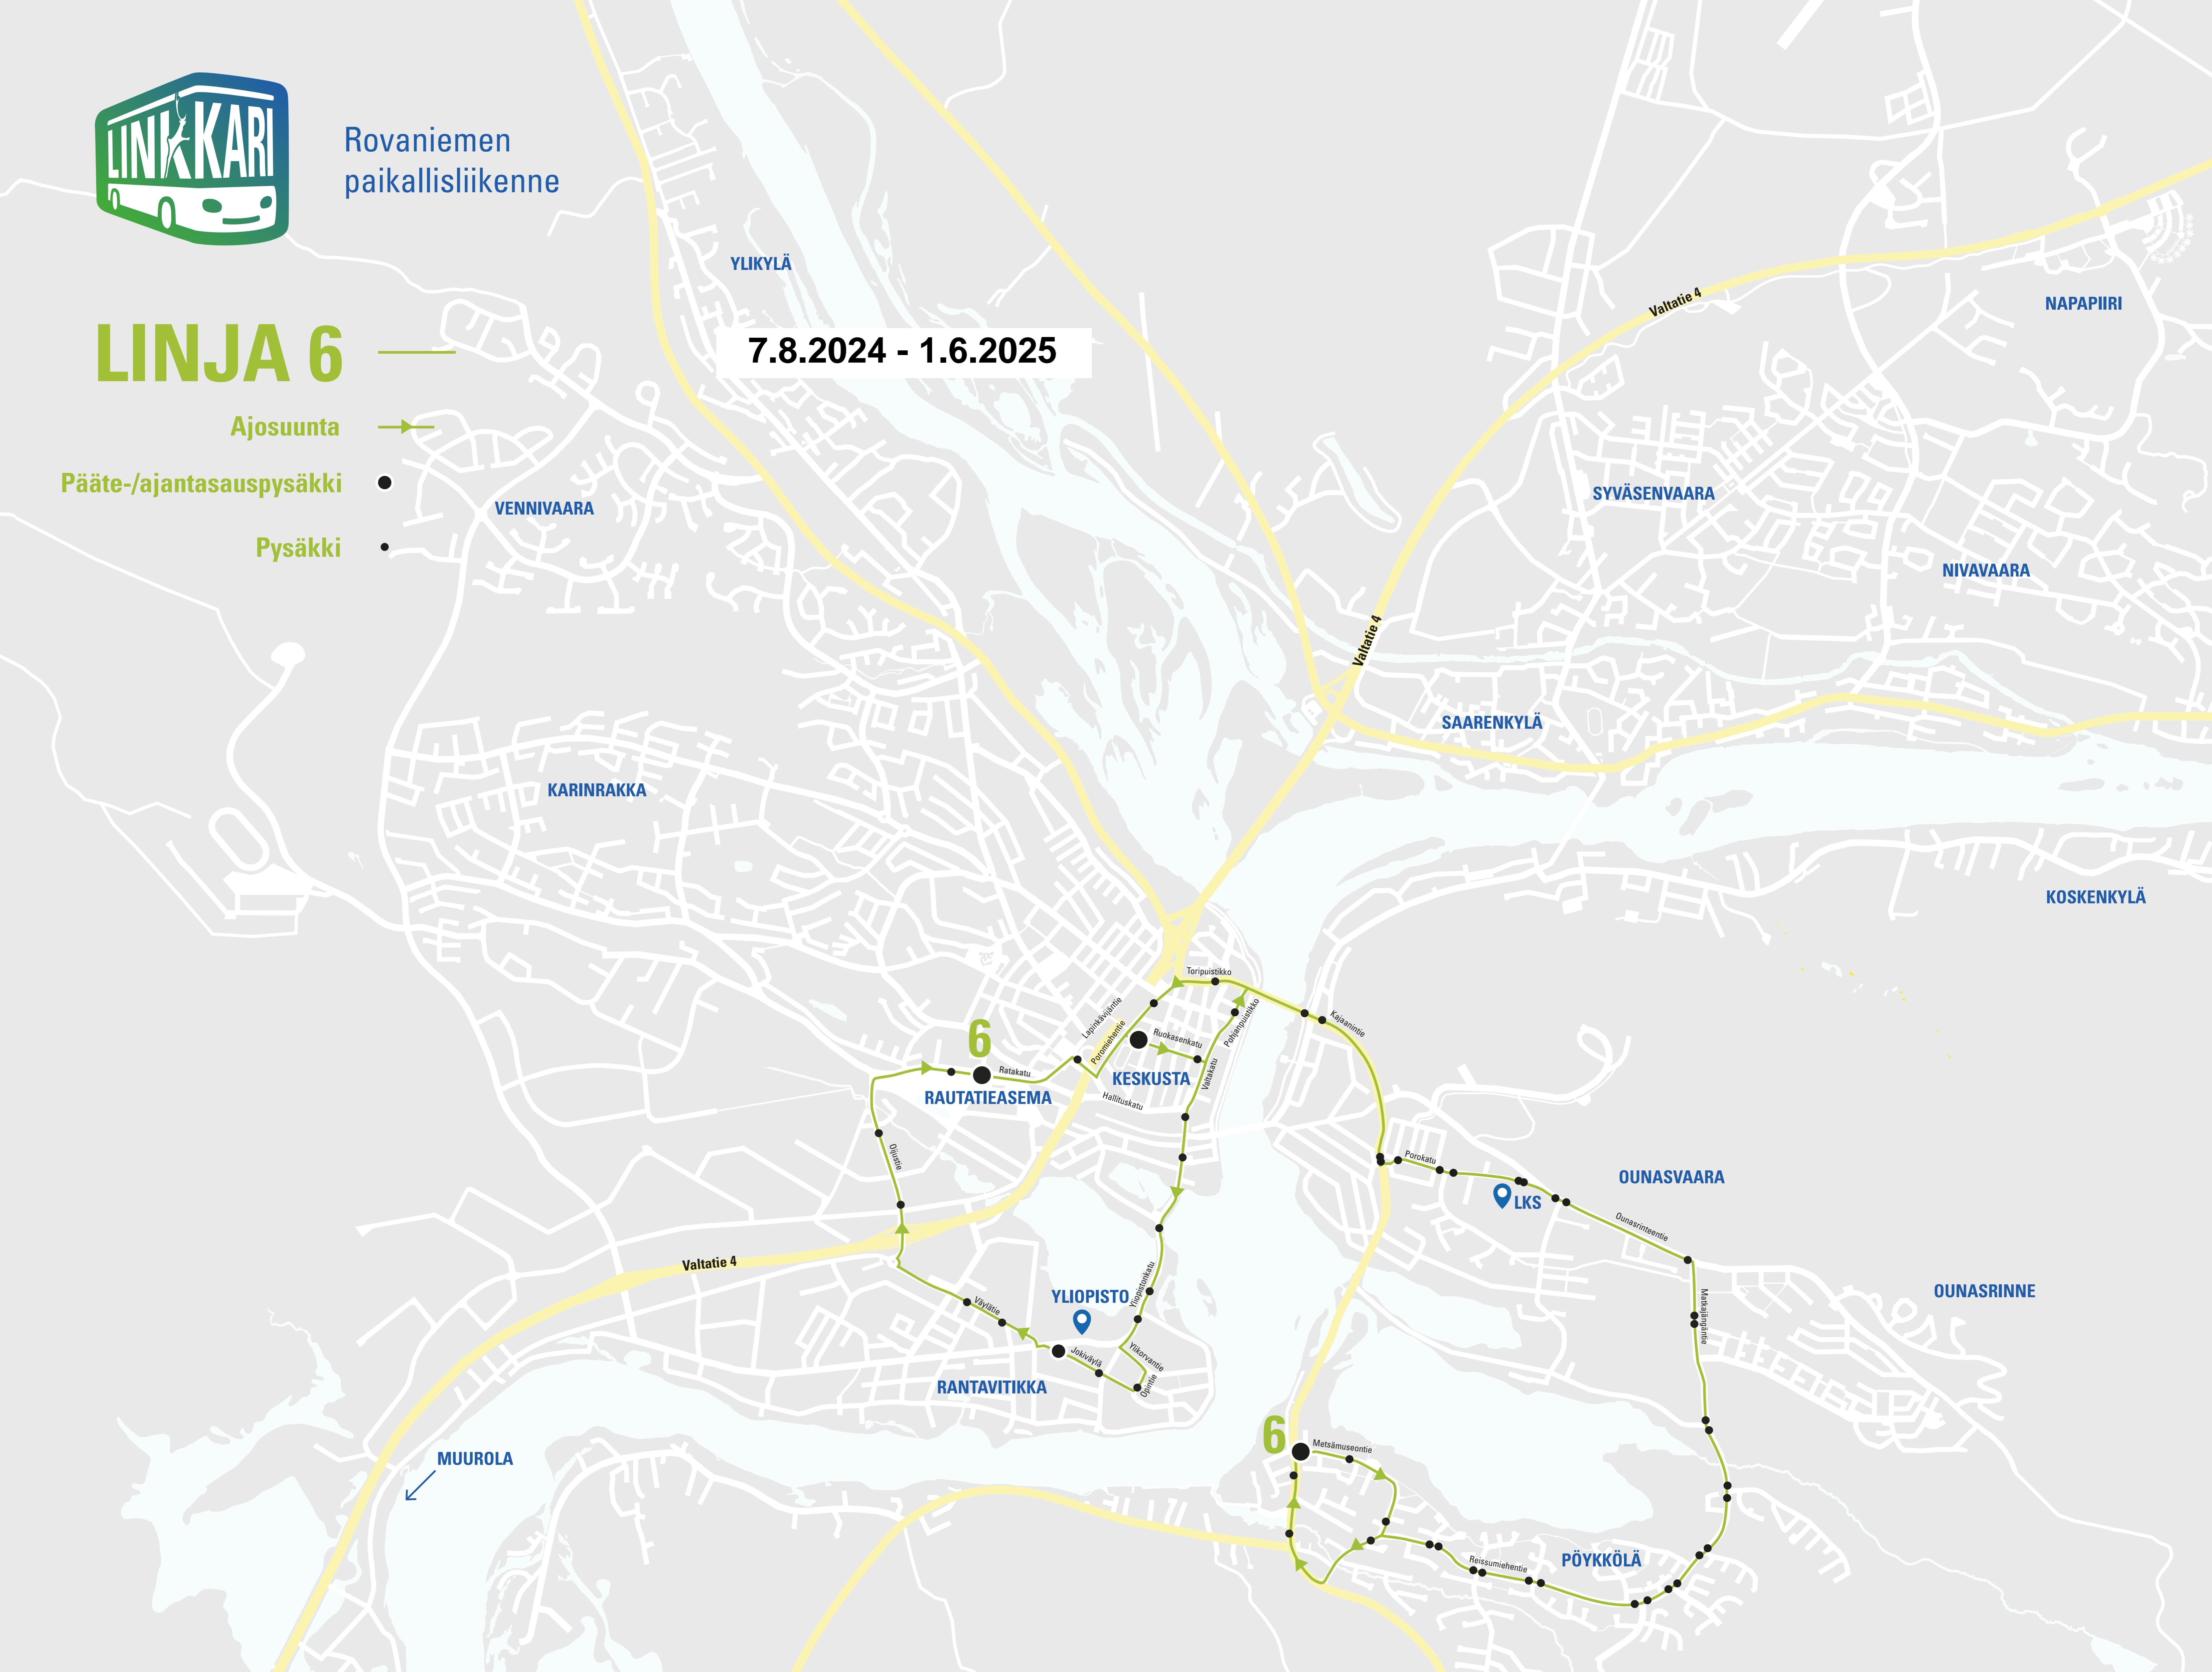 LINKKARI
Rovaniemen
paikallisliikenne
LINJA 6
Ajosuunta
Pääte-/ajantasauspysäkki
Pysäkki
7.8.2024 - 1.6.2025
YLIKYLÄ
Valtatie 4
NAPAPIIRI
VENNIVAARA
SYVÄSENVAARA
NIVAVAARA
Valtatie 4
SAARENKYLÄ
KARINRAKKA
KOSKENKYLÄ
Toripuistikko
Lapinkävijäntie
Poromiehentie
Pohjanpuistikko
Kajaanintie
6
Ruokasenkatu
Ratakatu
KESKUSTA
Valtakatu
RAUTATIEASEMA
Hallituskatu
Oijustie
Porokatu
OUNASVAARA
LKS
Ounasrinteentie
Valtatie 4
YLIOPISTO
Yliopistonkatu
OUNASRINNE
Väylätie
Matkajängäntie
Jokiväylä
Ylikorvantie
Opintie
RANTAVITIKKA
6
Metsämuseontie
MUUROLA
Reissumiehentie
PÖYKKÖLÄ